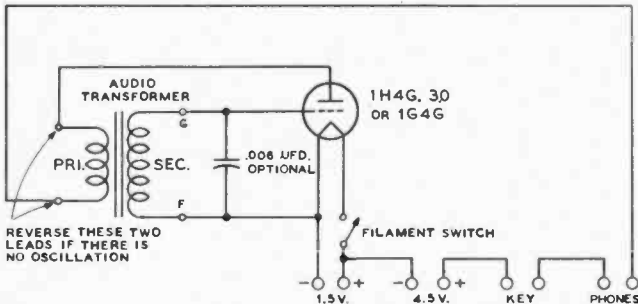 AUDIO
TRANSFORMER
1H4G, 30
OR 1G4G
G
PRI.
SEC.
.006 µFD.
OPTIONAL
F
REVERSE THESE TWO
LEADS IF THERE IS
NO OSCILLATION
FILAMENT SWITCH
- + - +
1.5 V. 4.5 V. KEY PHONES